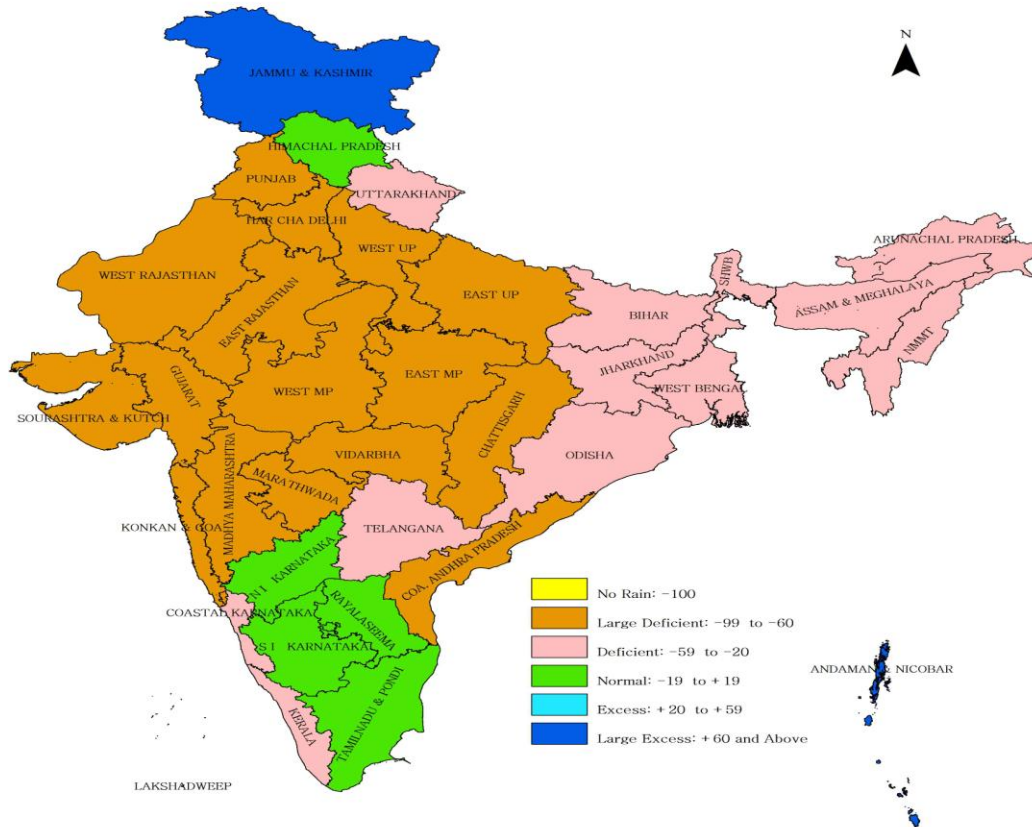 N
JAMMU & KASHMIR
HIMACHAL PRADESH
PUNJAB
UTTARAKHAND
HAR CHA DELHI
WEST UP
ARUNACHAL PRADESH
WEST RAJASTHAN
SHWB
EAST RAJASTHAN
EAST UP
ASSAM & MEGHALAYA
BIHAR
NMMT
JHARKHAND
GUJARAT
WEST MP
EAST MP
WEST BENGAL
SOURASHTRA & KUTCH
CHATTISGARH
VIDARBHA
ODISHA
MADHYA MAHARASHTRA
MARATHWADA
KONKAN & GOA
TELANGANA
COA. ANDHRA PRADESH
N I KARNATAKA
COASTAL KARNATAKA
RAYALASEEMA
S I KARNATAKA
TAMILNADU & PONDI
KERALA
LAKSHADWEEP
ANDAMAN & NICOBAR
No Rain: -100
Large Deficient: -99 to -60
Deficient: -59 to -20
Normal: -19 to +19
Excess: +20 to +59
Large Excess: +60 and Above